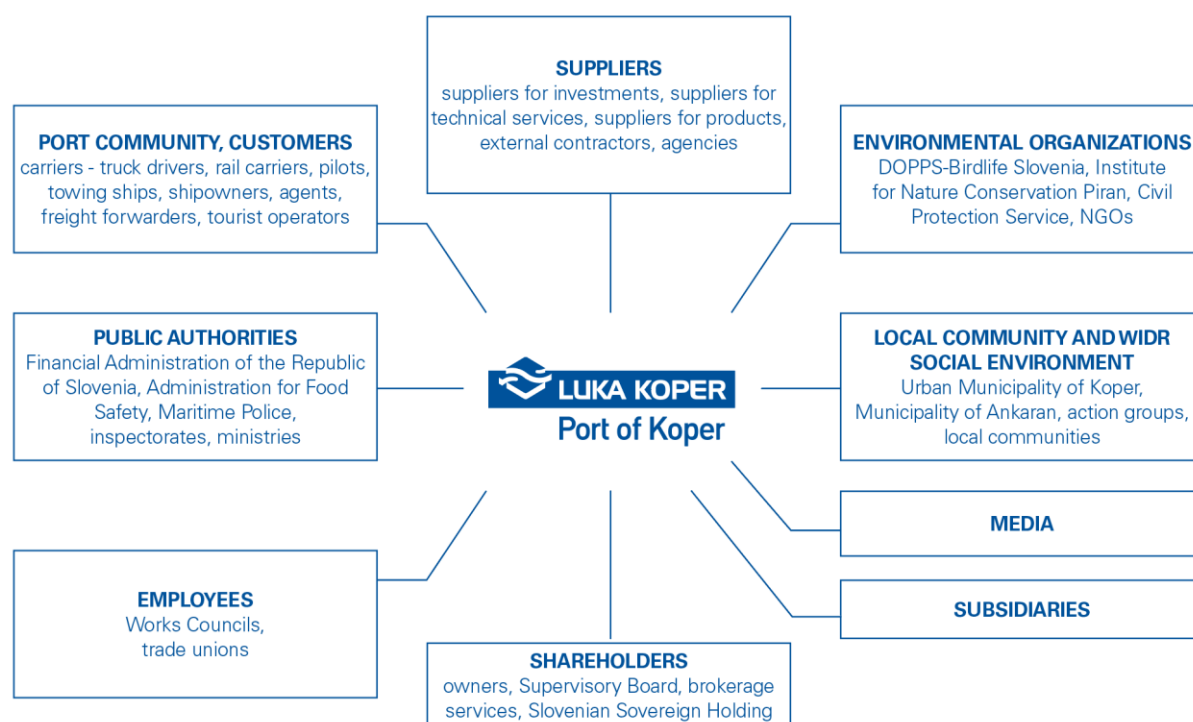 SUPPLIERS
suppliers for investments, suppliers for
technical services, suppliers for products,
external contractors, agencies
PORT COMMUNITY, CUSTOMERS
carriers - truck drivers, rail carriers, pilots,
towing ships, shipowners, agents,
freight forwarders, tourist operators
ENVIRONMENTAL ORGANIZATIONS
DOPPS-Birdlife Slovenia, Institute
for Nature Conservation Piran, Civil
Protection Service, NGOs
PUBLIC AUTHORITIES
Financial Administration of the Republic
of Slovenia, Administration for Food
Safety, Maritime Police,
inspectorates, ministries
LUKA KOPER
Port of Koper
LOCAL COMMUNITY AND WIDR
SOCIAL ENVIRONMENT
Urban Municipality of Koper,
Municipality of Ankaran, action groups,
local communities
MEDIA
SUBSIDIARIES
EMPLOYEES
Works Councils,
trade unions
SHAREHOLDERS
owners, Supervisory Board, brokerage
services, Slovenian Sovereign Holding